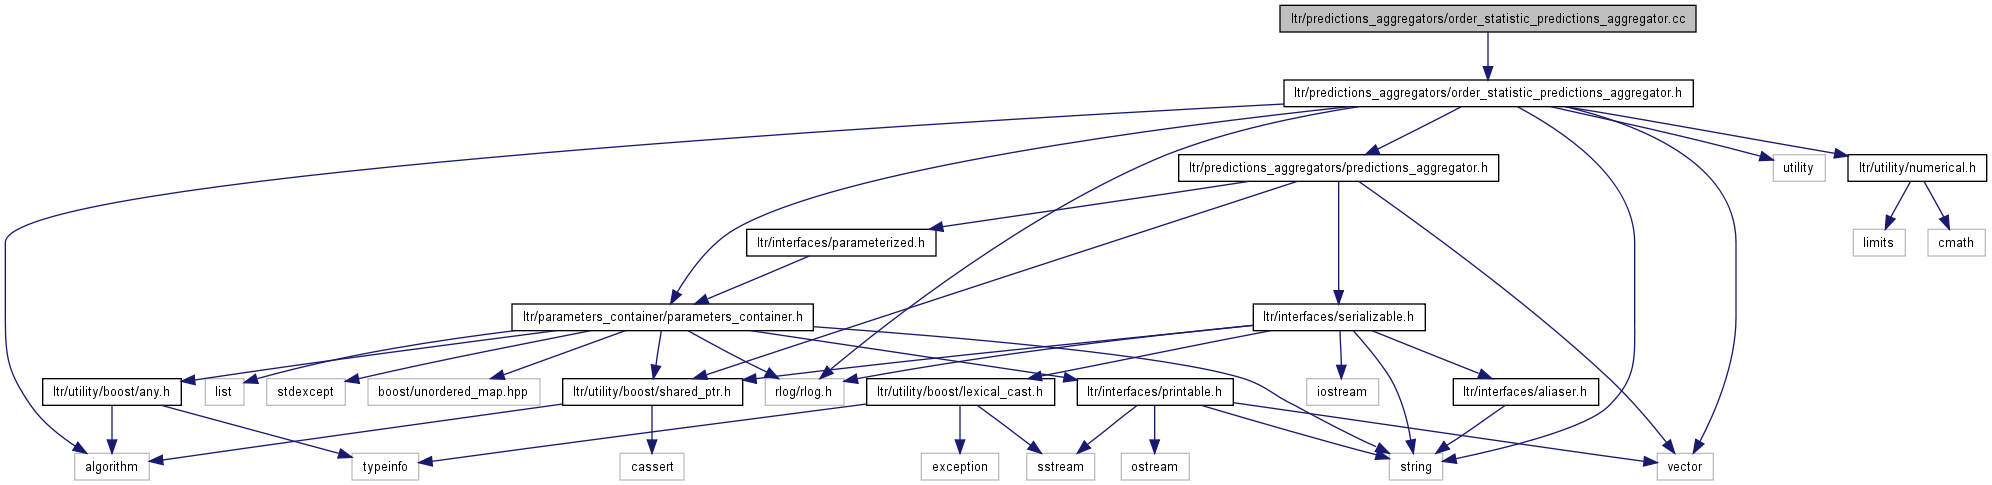 ltr/predictions_aggregators/order_statistic_predictions_aggregator.cc
ltr/predictions_aggregators/order_statistic_predictions_aggregator.h
ltr/predictions_aggregators/predictions_aggregator.h
utility
ltr/utility/numerical.h
ltr/interfaces/parameterized.h
limits
cmath
ltr/parameters_container/parameters_container.h
ltr/interfaces/serializable.h
ltr/utility/boost/any.h
list
stdexcept
boost/unordered_map.hpp
ltr/utility/boost/shared_ptr.h
rlog/rlog.h
ltr/utility/boost/lexical_cast.h
ltr/interfaces/printable.h
iostream
ltr/interfaces/aliaser.h
algorithm
typeinfo
cassert
exception
sstream
ostream
string
vector